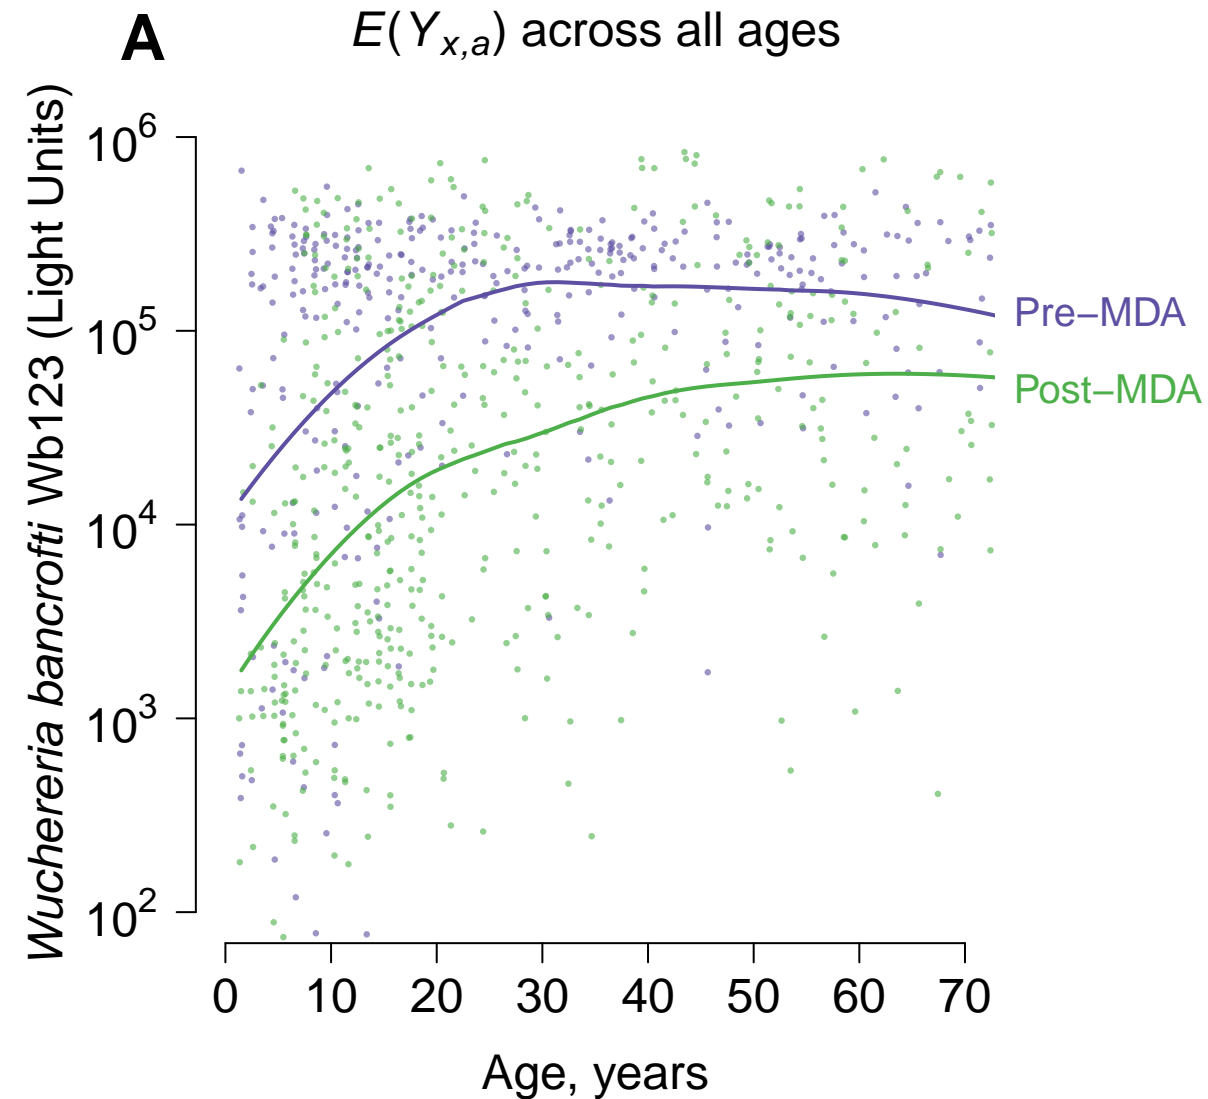 A
E(Yx,a) across all ages
Wuchereria bancrofti Wb123 (Light Units)
10^6
10^5
10^4
10^3
10^2
Pre−MDA
Post−MDA
0 10 20 30 40 50 60 70
Age, years